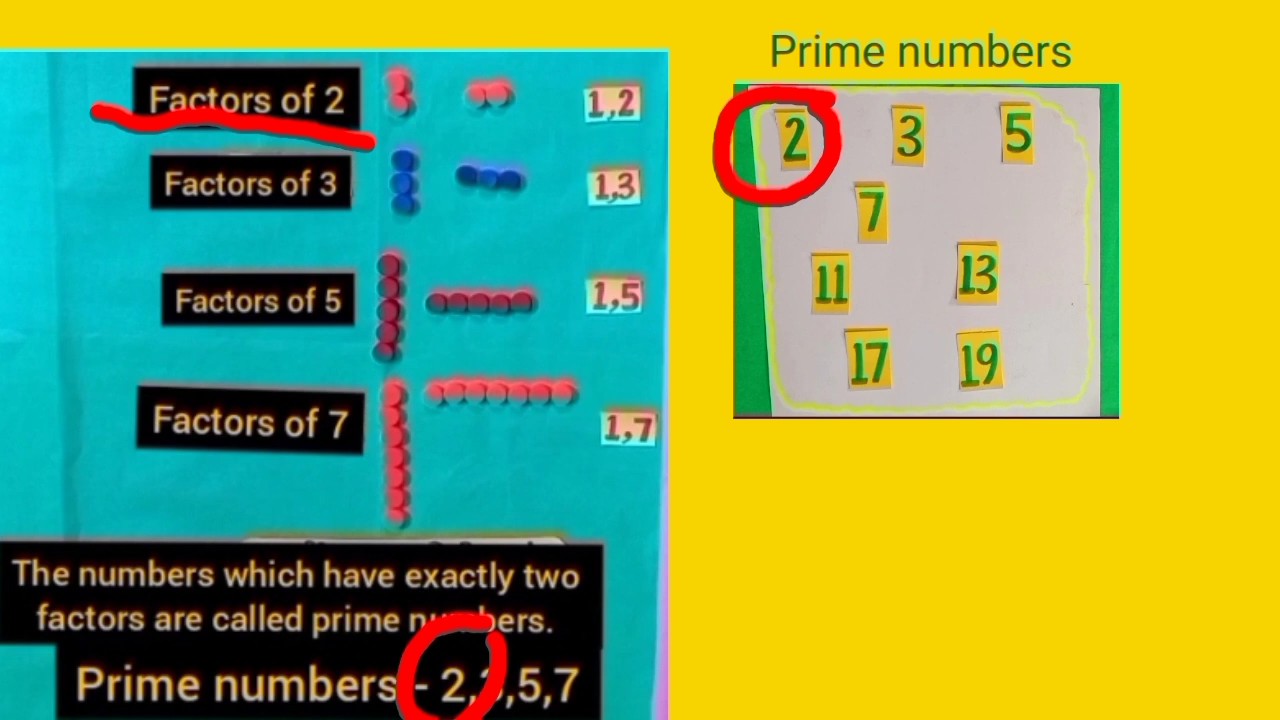 Prime numbers
Factors of 2
1,2
Factors of 3
1,3
Factors of 5
1,5
Factors of 7
1,7
The numbers which have exactly two
factors are called prime numbers.
Prime numbers - 2,3,5,7
2 3 5
7
11 13
17 19